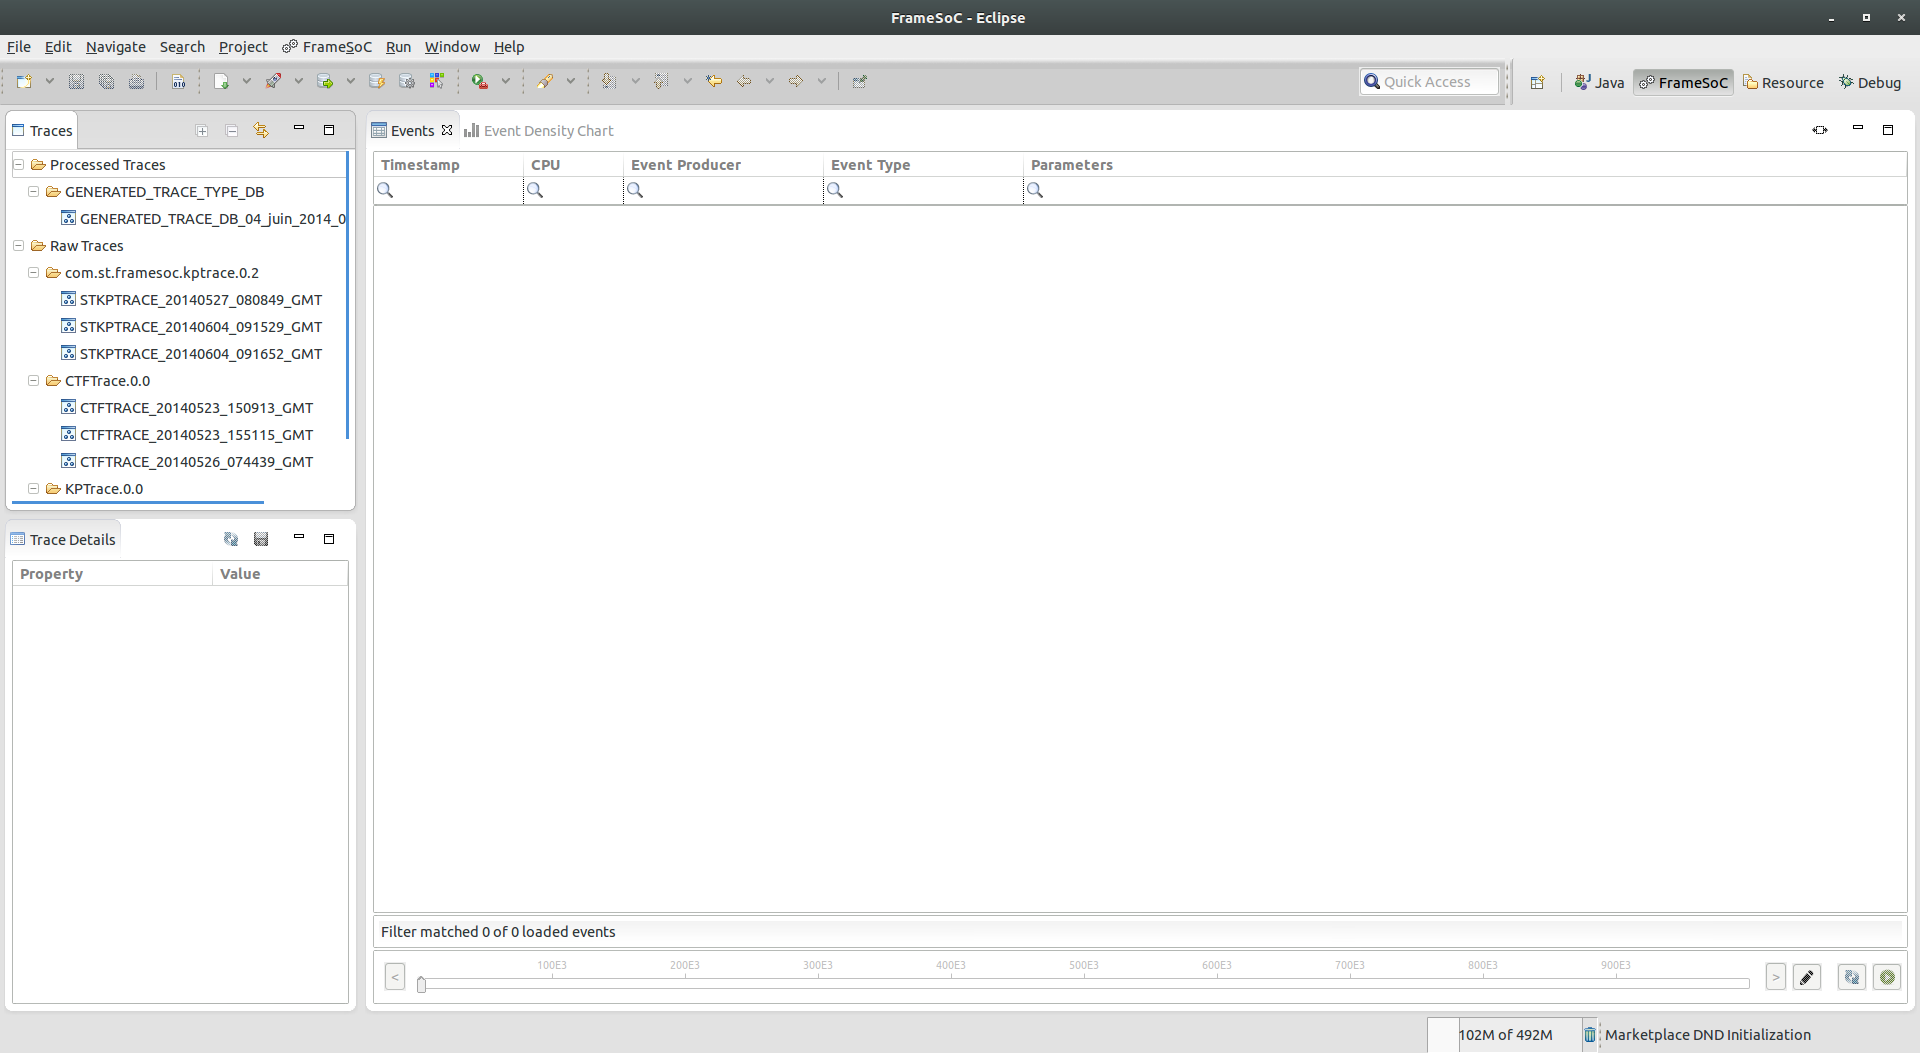 FrameSoC - Eclipse
File Edit Navigate Search Project FrameSoC Run Window Help
010 Quick Access Java FrameSoC Resource Debug
Traces
Processed Traces
GENERATED_TRACE_TYPE_DB
GENERATED_TRACE_DB_04_juin_2014_0
Raw Traces
com.st.framesoc.kptrace.0.2
STKPTRACE_20140527_080849_GMT
STKPTRACE_20140604_091529_GMT
STKPTRACE_20140604_091652_GMT
CTFTrace.0.0
CTFTRACE_20140523_150913_GMT
CTFTRACE_20140523_155115_GMT
CTFTRACE_20140526_074439_GMT
KPTrace.0.0
Trace Details
Property Value
Events Event Density Chart
Timestamp CPU Event Producer Event Type Parameters
Filter matched 0 of 0 loaded events
100E3 200E3 300E3 400E3 500E3 600E3 700E3 800E3 900E3
< >
102M of 492M Marketplace DND Initialization